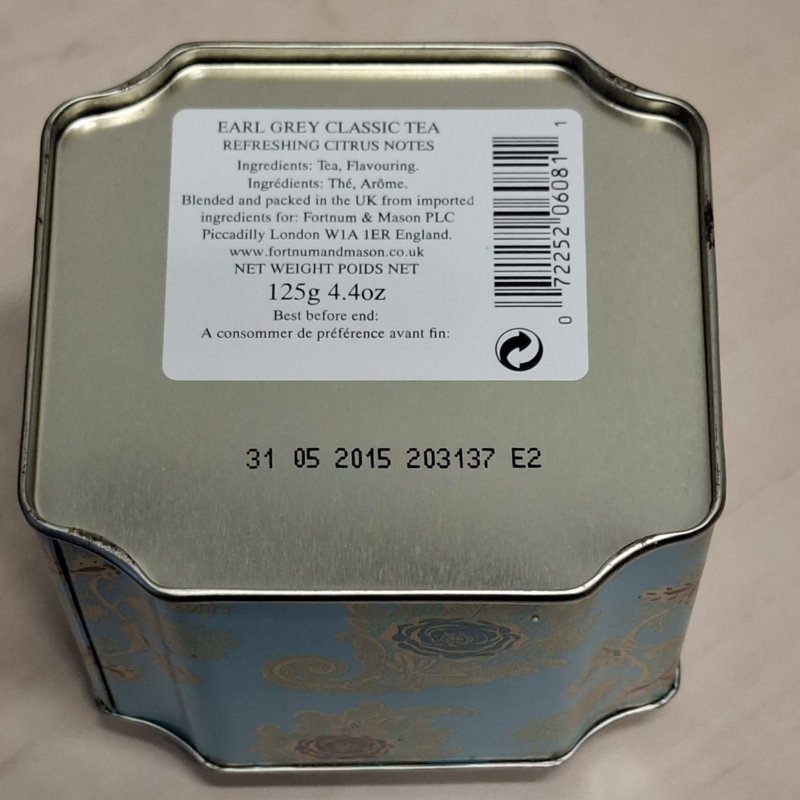 EARL GREY CLASSIC TEA
REFRESHING CITRUS NOTES
Ingredients: Tea, Flavouring.
Ingrédients: Thé, Arôme.
Blended and packed in the UK from imported
ingredients for: Fortnum & Mason PLC
Piccadilly London W1A 1ER England.
www.fortnumandmason.co.uk
NET WEIGHT POIDS NET
125g 4.4oz
Best before end:
A consommer de préférence avant fin:
0 72252 06081 1
31 05 2015 203137 E2